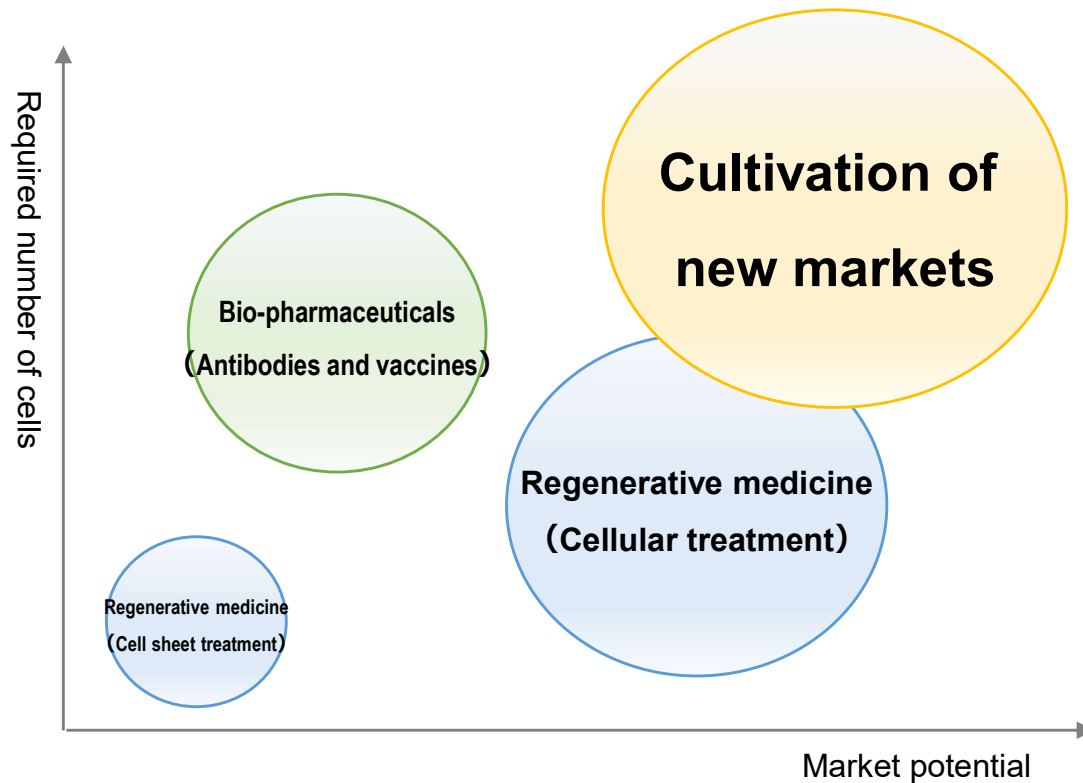 Required number of cells
Cultivation of
new markets
Bio-pharmaceuticals
(Antibodies and vaccines)
Regenerative medicine
(Cellular treatment)
Regenerative medicine
(Cell sheet treatment)
Market potential